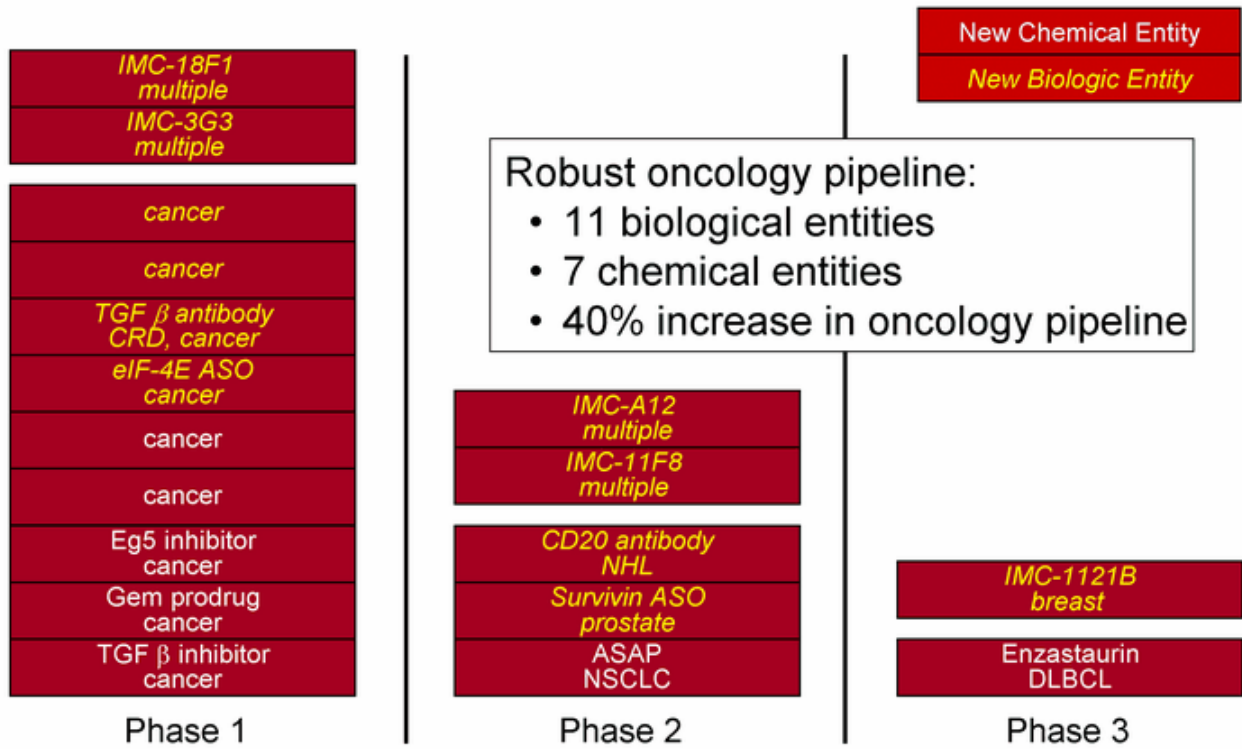 New Chemical Entity
New Biologic Entity
IMC-18F1
multiple
IMC-3G3
multiple
cancer
cancer
TGF β antibody
CRD, cancer
eIF-4E ASO
cancer
cancer
cancer
Eg5 inhibitor
cancer
Gem prodrug
cancer
TGF β inhibitor
cancer
Phase 1
Robust oncology pipeline:
• 11 biological entities
• 7 chemical entities
• 40% increase in oncology pipeline
IMC-A12
multiple
IMC-11F8
multiple
CD20 antibody
NHL
Survivin ASO
prostate
ASAP
NSCLC
Phase 2
IMC-1121B
breast
Enzastaurin
DLBCL
Phase 3